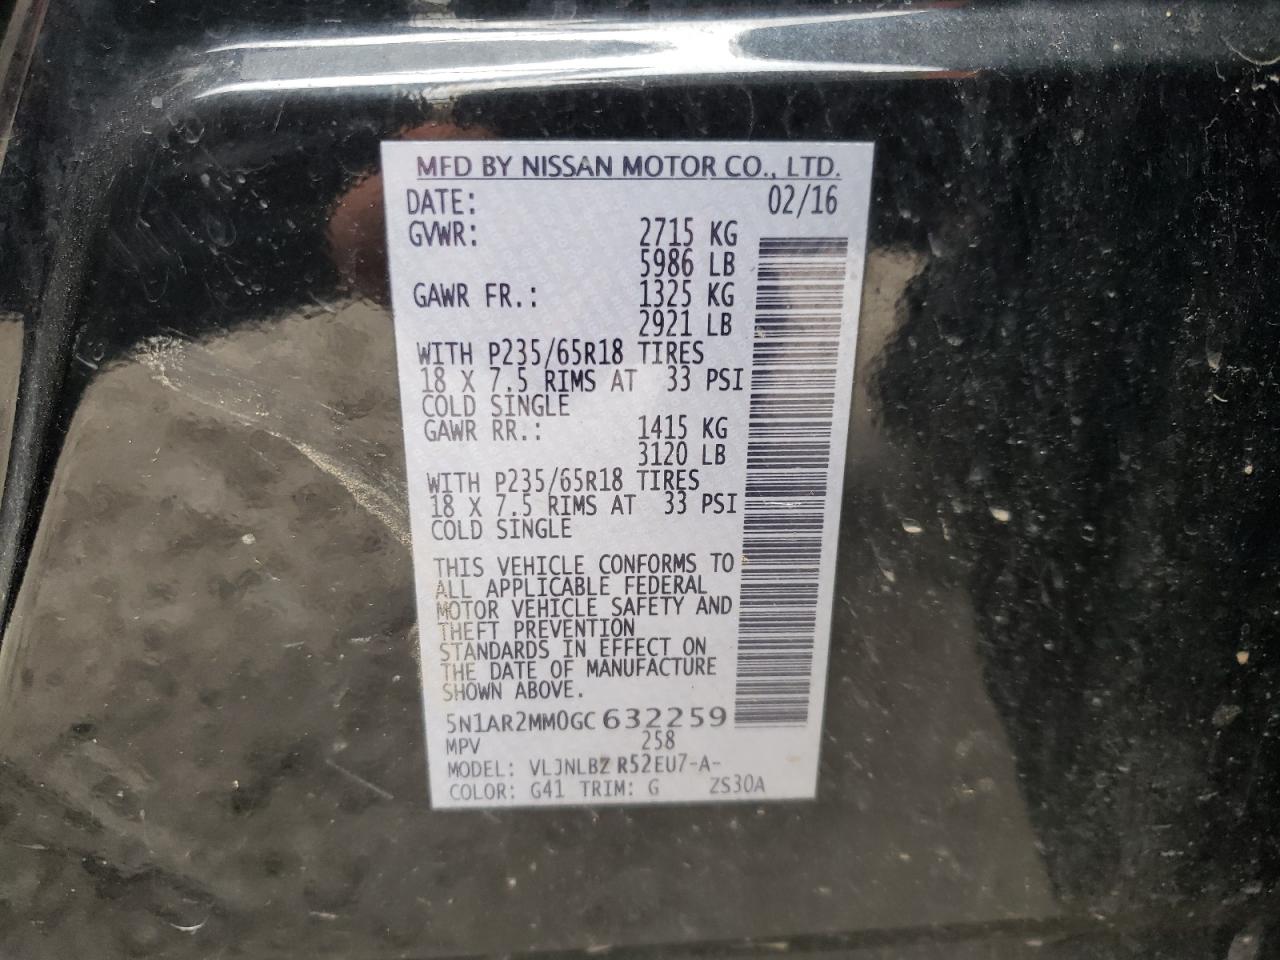 MFD BY NISSAN MOTOR CO., LTD.
DATE: 02/16
GVWR: 2715 KG
5986 LB
GAWR FR.: 1325 KG
2921 LB
WITH P235/65R18 TIRES
18 X 7.5 RIMS AT 33 PSI
COLD SINGLE
GAWR RR.: 1415 KG
3120 LB
WITH P235/65R18 TIRES
18 X 7.5 RIMS AT 33 PSI
COLD SINGLE
THIS VEHICLE CONFORMS TO
ALL APPLICABLE FEDERAL
MOTOR VEHICLE SAFETY AND
THEFT PREVENTION
STANDARDS IN EFFECT ON
THE DATE OF MANUFACTURE
SHOWN ABOVE.
5N1AR2MM0GC632259
MPV 258
MODEL: VLJNLBZ R52EU7-A-
COLOR: G41 TRIM: G ZS30A